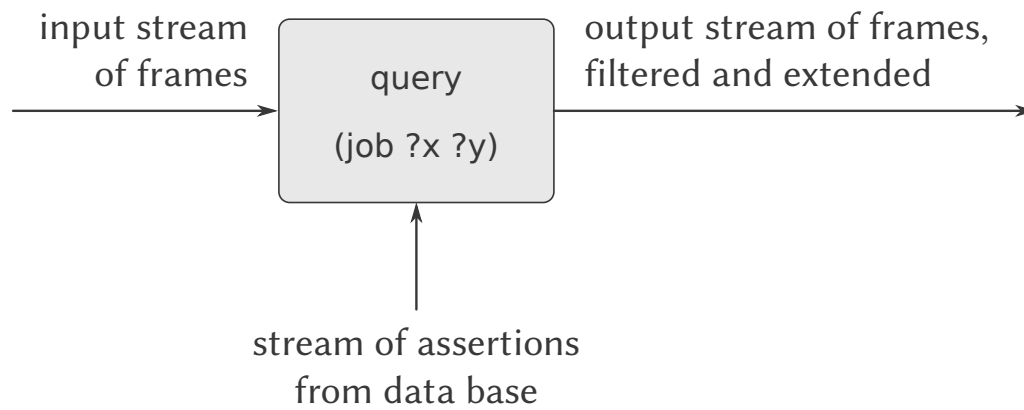 input stream
of frames
query
(job ?x ?y)
output stream of frames,
filtered and extended
stream of assertions
from data base